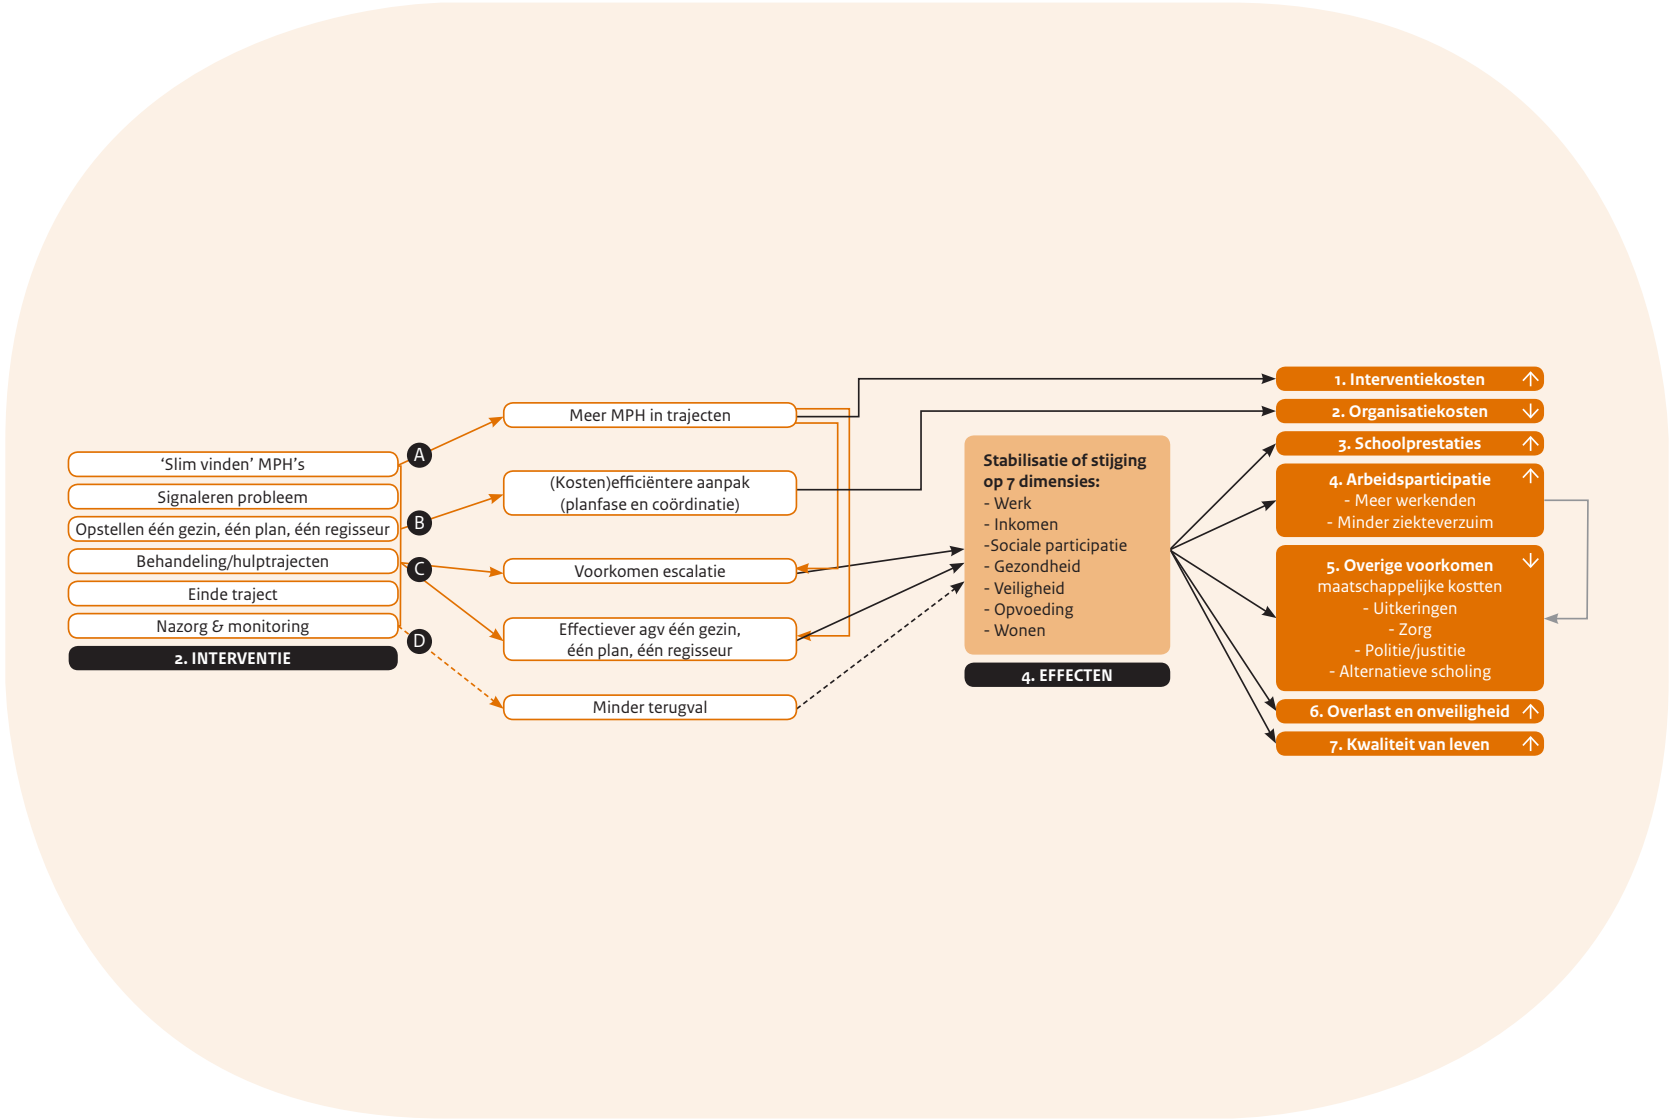 ‘Slim vinden’ MPH’s
Signaleren probleem
Opstellen één gezin, één plan, één regisseur
Behandeling/hulptrajecten
Einde traject
Nazorg & monitoring
2. INTERVENTIE
A
B
C
D
Meer MPH in trajecten
(Kosten)efficiëntere aanpak
(planfase en coördinatie)
Voorkomen escalatie
Effectiever agv één gezin,
één plan, één regisseur
Minder terugval
Stabilisatie of stijging
op 7 dimensies:
- Werk
- Inkomen
-Sociale participatie
- Gezondheid
- Veiligheid
- Opvoeding
- Wonen
4. EFFECTEN
1. Interventiekosten
2. Organisatiekosten
3. Schoolprestaties
4. Arbeidsparticipatie
- Meer werkenden
- Minder ziekteverzuim
5. Overige voorkomen
maatschappelijke kostten
- Uitkeringen
- Zorg
- Politie/justitie
- Alternatieve scholing
6. Overlast en onveiligheid
7. Kwaliteit van leven